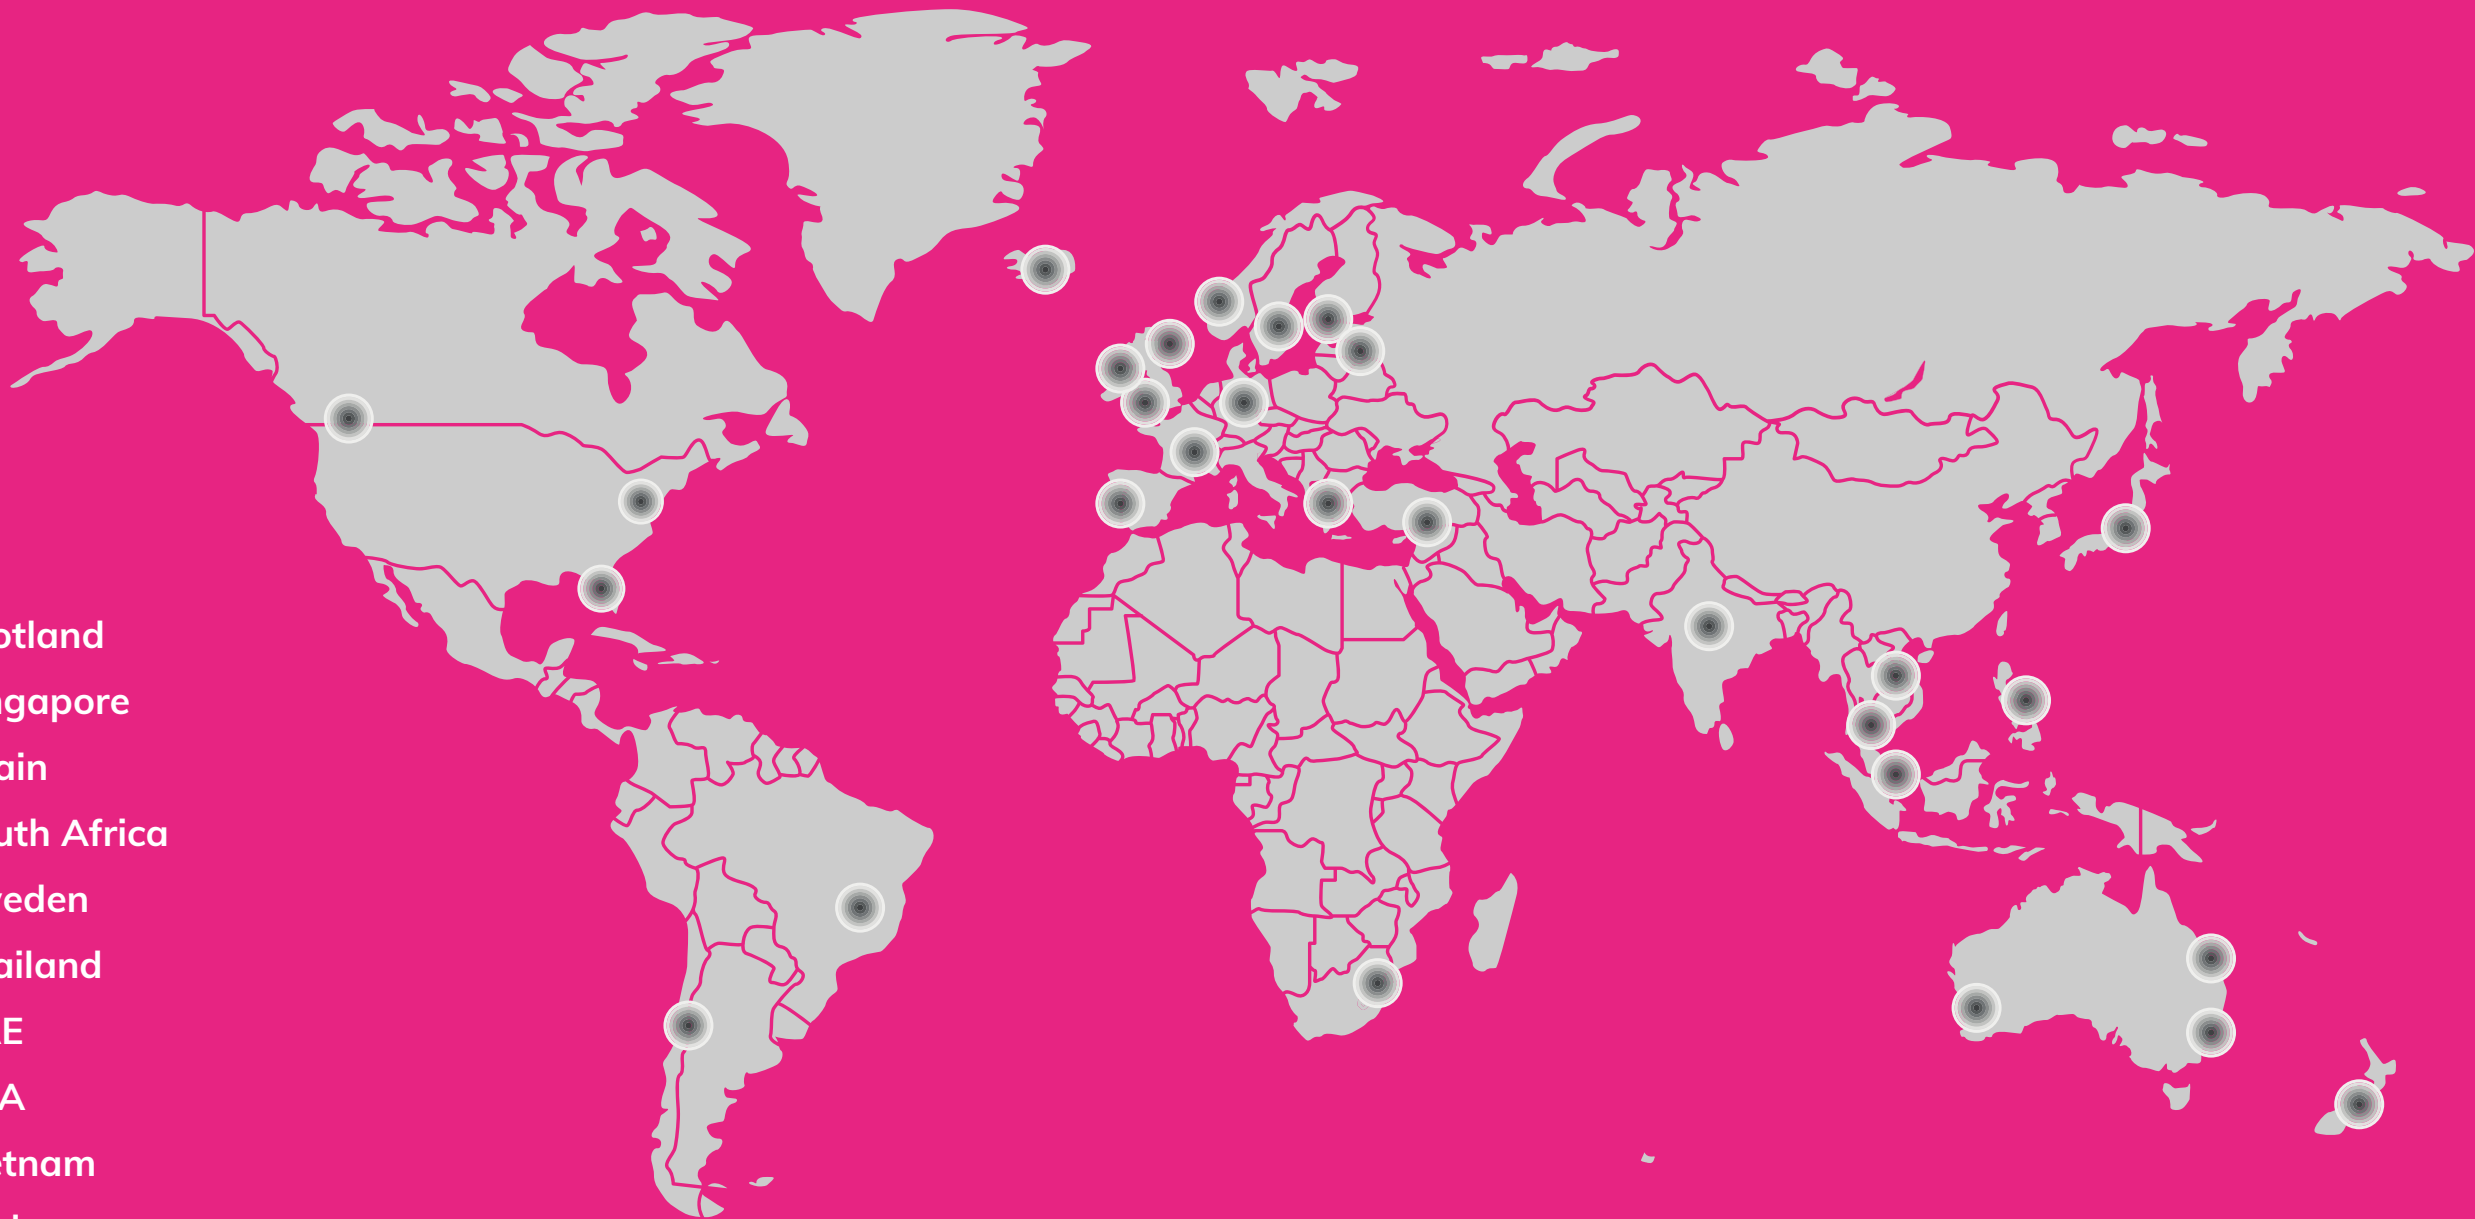 otland
ngapore
ain
uth Africa
eden
ailand
E
A
etnam